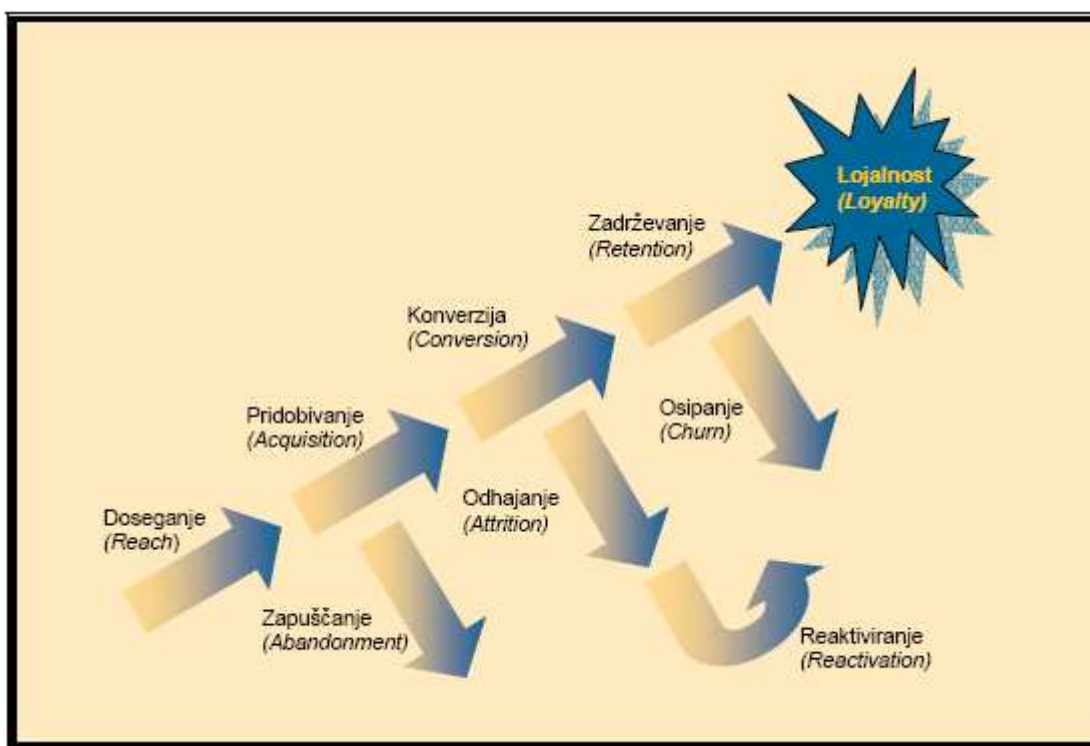 Lojalnost
(Loyalty)
Zadrževanje
(Retention)
Konverzija
(Conversion)
Pridobivanje
(Acquisition)
Osipanje
(Churn)
Odhajanje
(Attrition)
Doseganje
(Reach)
Zapuščanje
(Abandonment)
Reaktiviranje
(Reactivation)